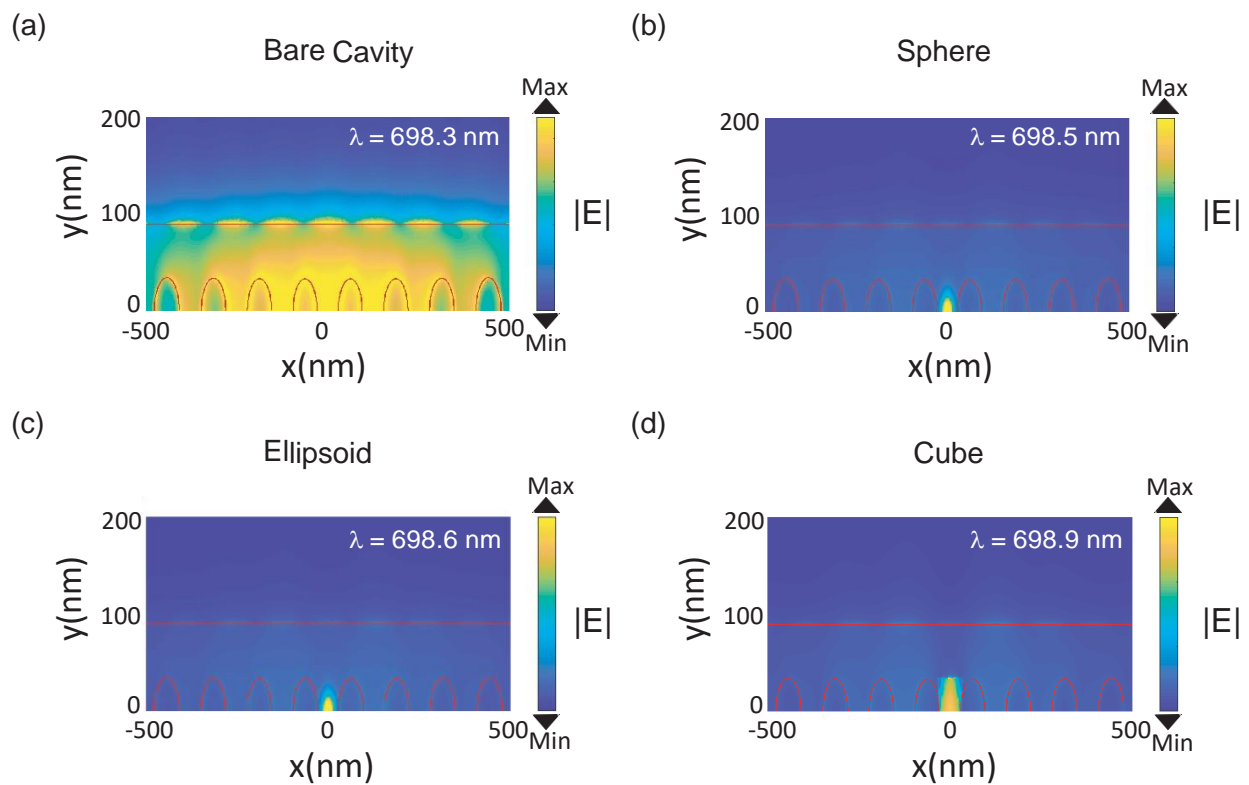 (a)
Bare Cavity
Max
200
λ = 698.3 nm
y(nm)
100
|E|
0
-500
0
500
Min
x(nm)
(b)
Sphere
Max
200
λ = 698.5 nm
y(nm)
100
|E|
0
-500
0
500
Min
x(nm)
(c)
Ellipsoid
Max
200
λ = 698.6 nm
y(nm)
100
|E|
0
-500
0
500
Min
x(nm)
(d)
Cube
Max
200
λ = 698.9 nm
y(nm)
100
|E|
0
-500
0
500
Min
x(nm)